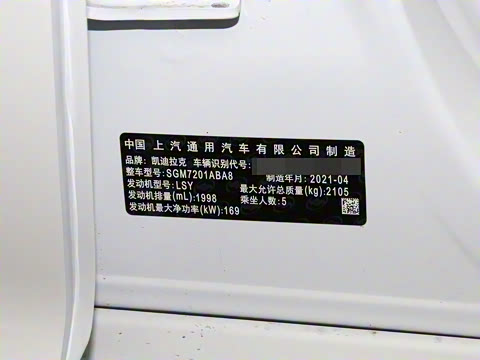 中国 上汽通用汽车有限公司制造
品牌: 凯迪拉克 车辆识别代号:
整车型号:SGM7201ABA8 制造年月:2021-04
发动机型号:LSY 最大允许总质量(kg):2105
发动机排量(mL):1998 乘坐人数:5
发动机最大净功率(kW):169